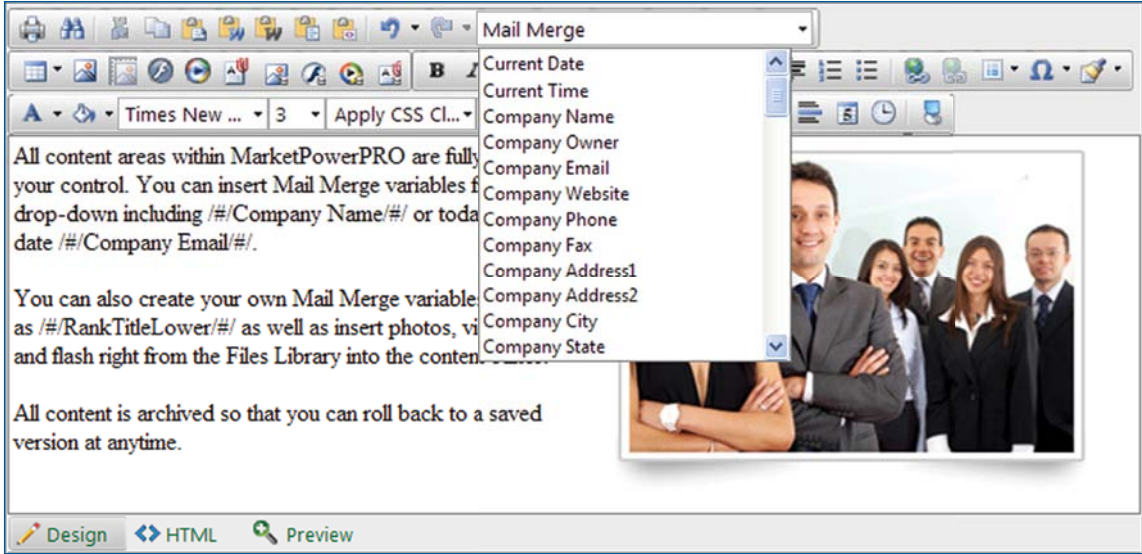 Mail Merge
Current Date
B
Current Time
A Times New ... 3 Apply CSS Cl...
Company Name
Company Owner
Company Email
Company Website
Company Phone
Company Fax
Company Address1
Company Address2
Company City
Company State
All content areas within MarketPowerPRO are fully
your control. You can insert Mail Merge variables
drop-down including /#/Company Name/#/ or
date /#/Company Email/#/.
You can also create your own Mail Merge
as /#/RankTitleLower/#/ as well as insert photos,
and flash right from the Files Library into the
All content is archived so that you can roll back to a saved
version at anytime.
Design HTML Preview